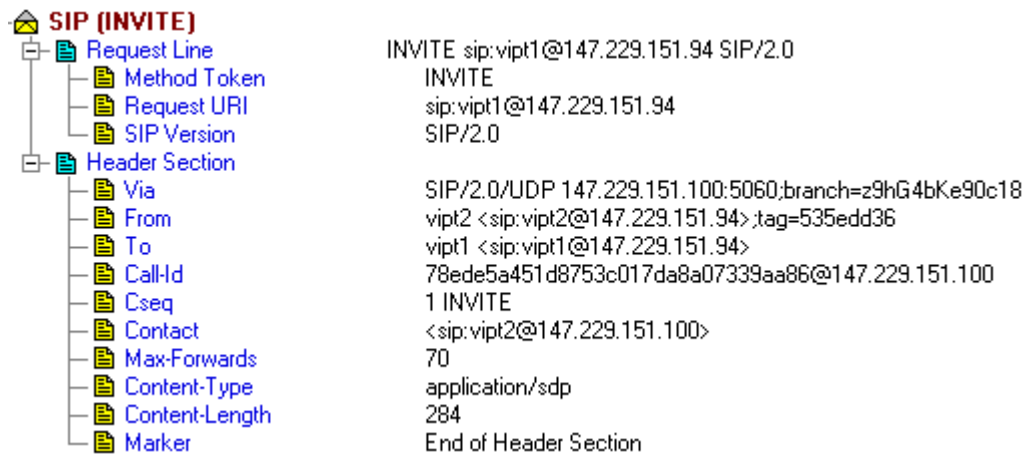 SIP (INVITE)
Request Line INVITE sip:vipt1@147.229.151.94 SIP/2.0
Method Token INVITE
Request URI sip:vipt1@147.229.151.94
SIP Version SIP/2.0
Header Section
Via SIP/2.0/UDP 147.229.151.100:5060;branch=z9hG4bKe90c18
From vipt2 <sip:vipt2@147.229.151.94>;tag=535edd36
To vipt1 <sip:vipt1@147.229.151.94>
Call-Id 78ede5a451d8753c017da8a07339aa86@147.229.151.100
Cseq 1 INVITE
Contact <sip:vipt2@147.229.151.100>
Max-Forwards 70
Content-Type application/sdp
Content-Length 284
Marker End of Header Section